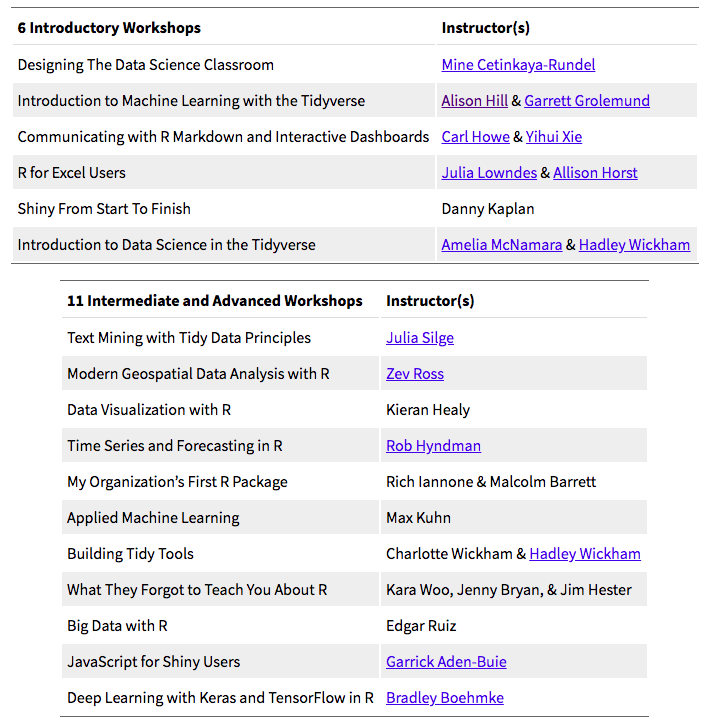 6 Introductory Workshops Instructor(s)
Designing The Data Science Classroom Mine Cetinkaya-Rundel
Introduction to Machine Learning with the Tidyverse Alison Hill & Garrett Grolemund
Communicating with R Markdown and Interactive Dashboards Carl Howe & Yihui Xie
R for Excel Users Julia Lowndes & Allison Horst
Shiny From Start To Finish Danny Kaplan
Introduction to Data Science in the Tidyverse Amelia McNamara & Hadley Wickham
11 Intermediate and Advanced Workshops Instructor(s)
Text Mining with Tidy Data Principles Julia Silge
Modern Geospatial Data Analysis with R Zev Ross
Data Visualization with R Kieran Healy
Time Series and Forecasting in R Rob Hyndman
My Organization’s First R Package Rich Iannone & Malcolm Barrett
Applied Machine Learning Max Kuhn
Building Tidy Tools Charlotte Wickham & Hadley Wickham
What They Forgot to Teach You About R Kara Woo, Jenny Bryan, & Jim Hester
Big Data with R Edgar Ruiz
JavaScript for Shiny Users Garrick Aden-Buie
Deep Learning with Keras and TensorFlow in R Bradley Boehmke